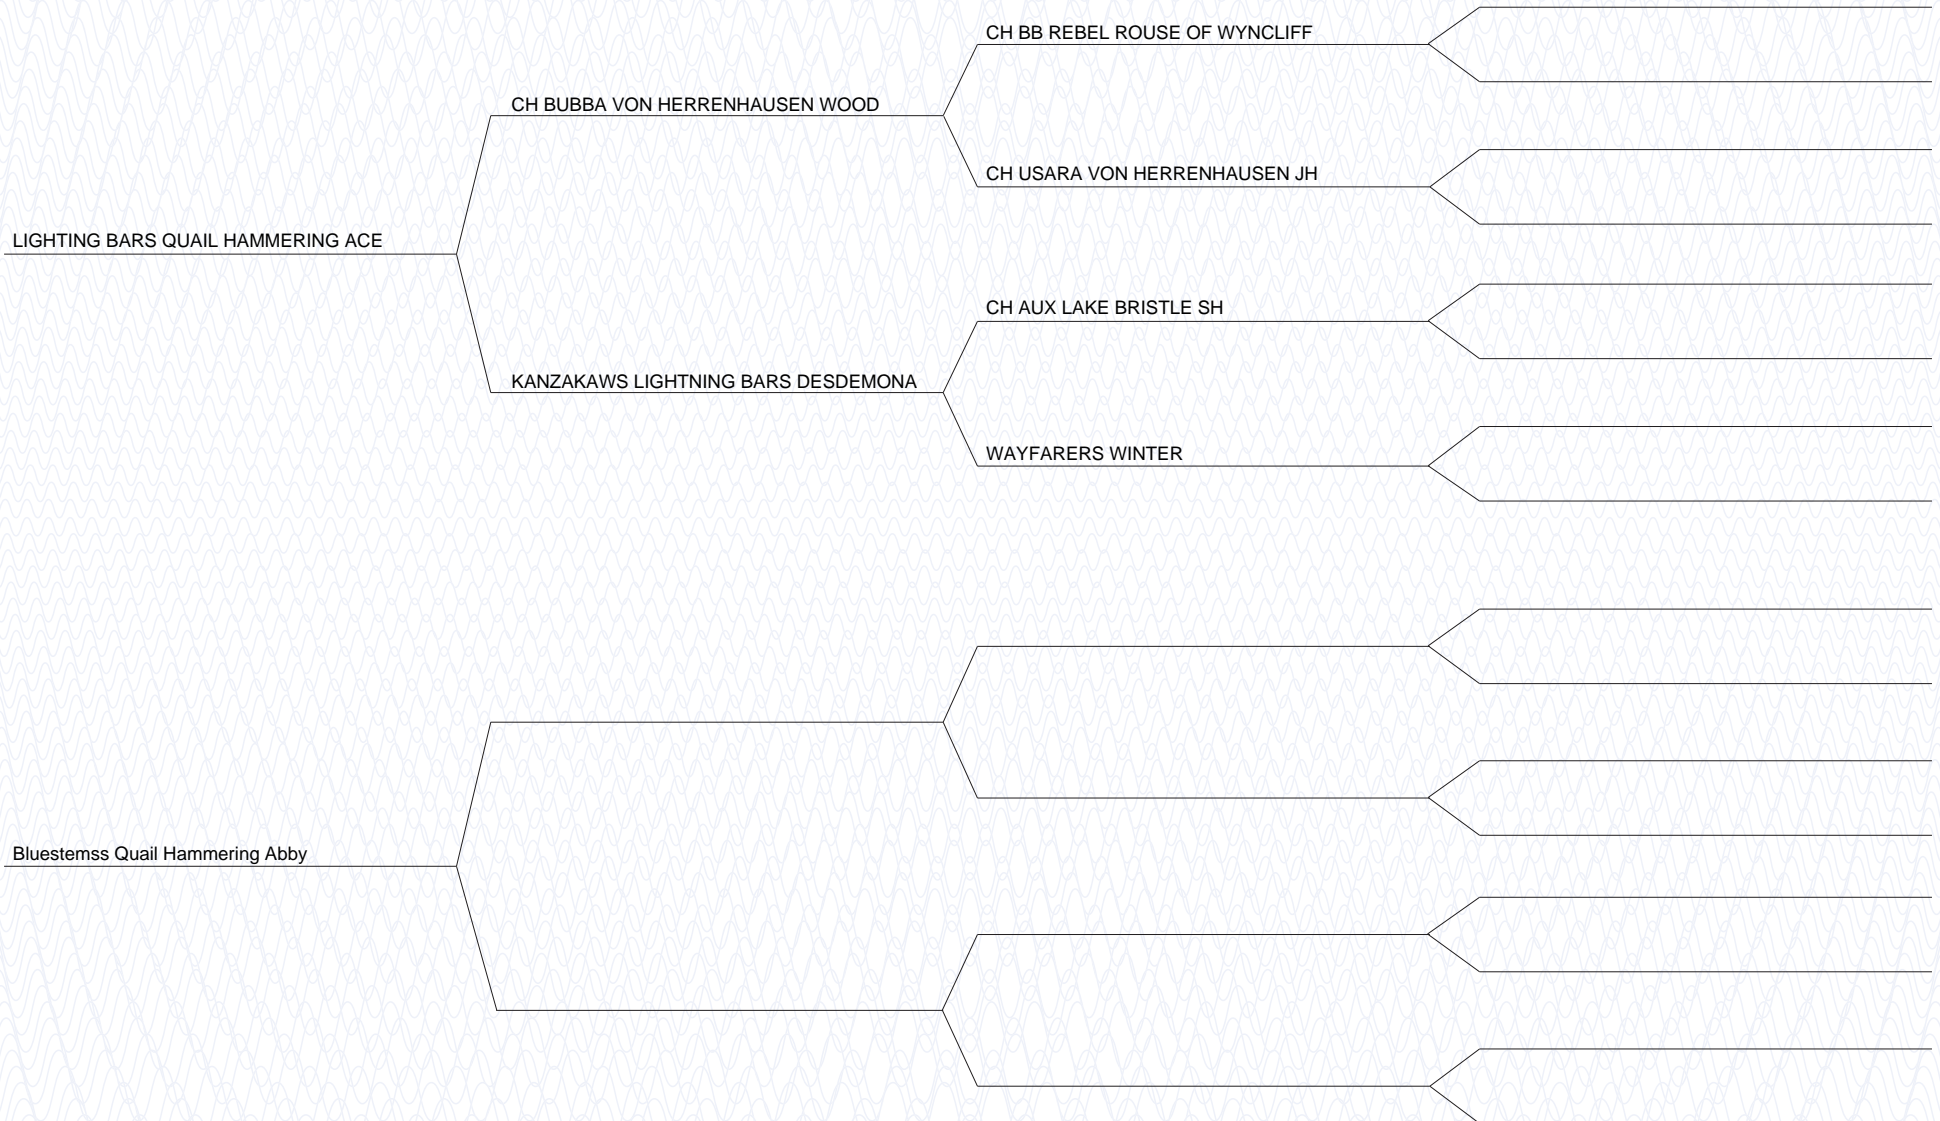 CH BB REBEL ROUSE OF WYNCLIFF
CH BUBBA VON HERRENHAUSEN WOOD
CH USARA VON HERRENHAUSEN JH
LIGHTING BARS QUAIL HAMMERING ACE
CH AUX LAKE BRISTLE SH
KANZAKAWS LIGHTNING BARS DESDEMONA
WAYFARERS WINTER
Bluestemss Quail Hammering Abby